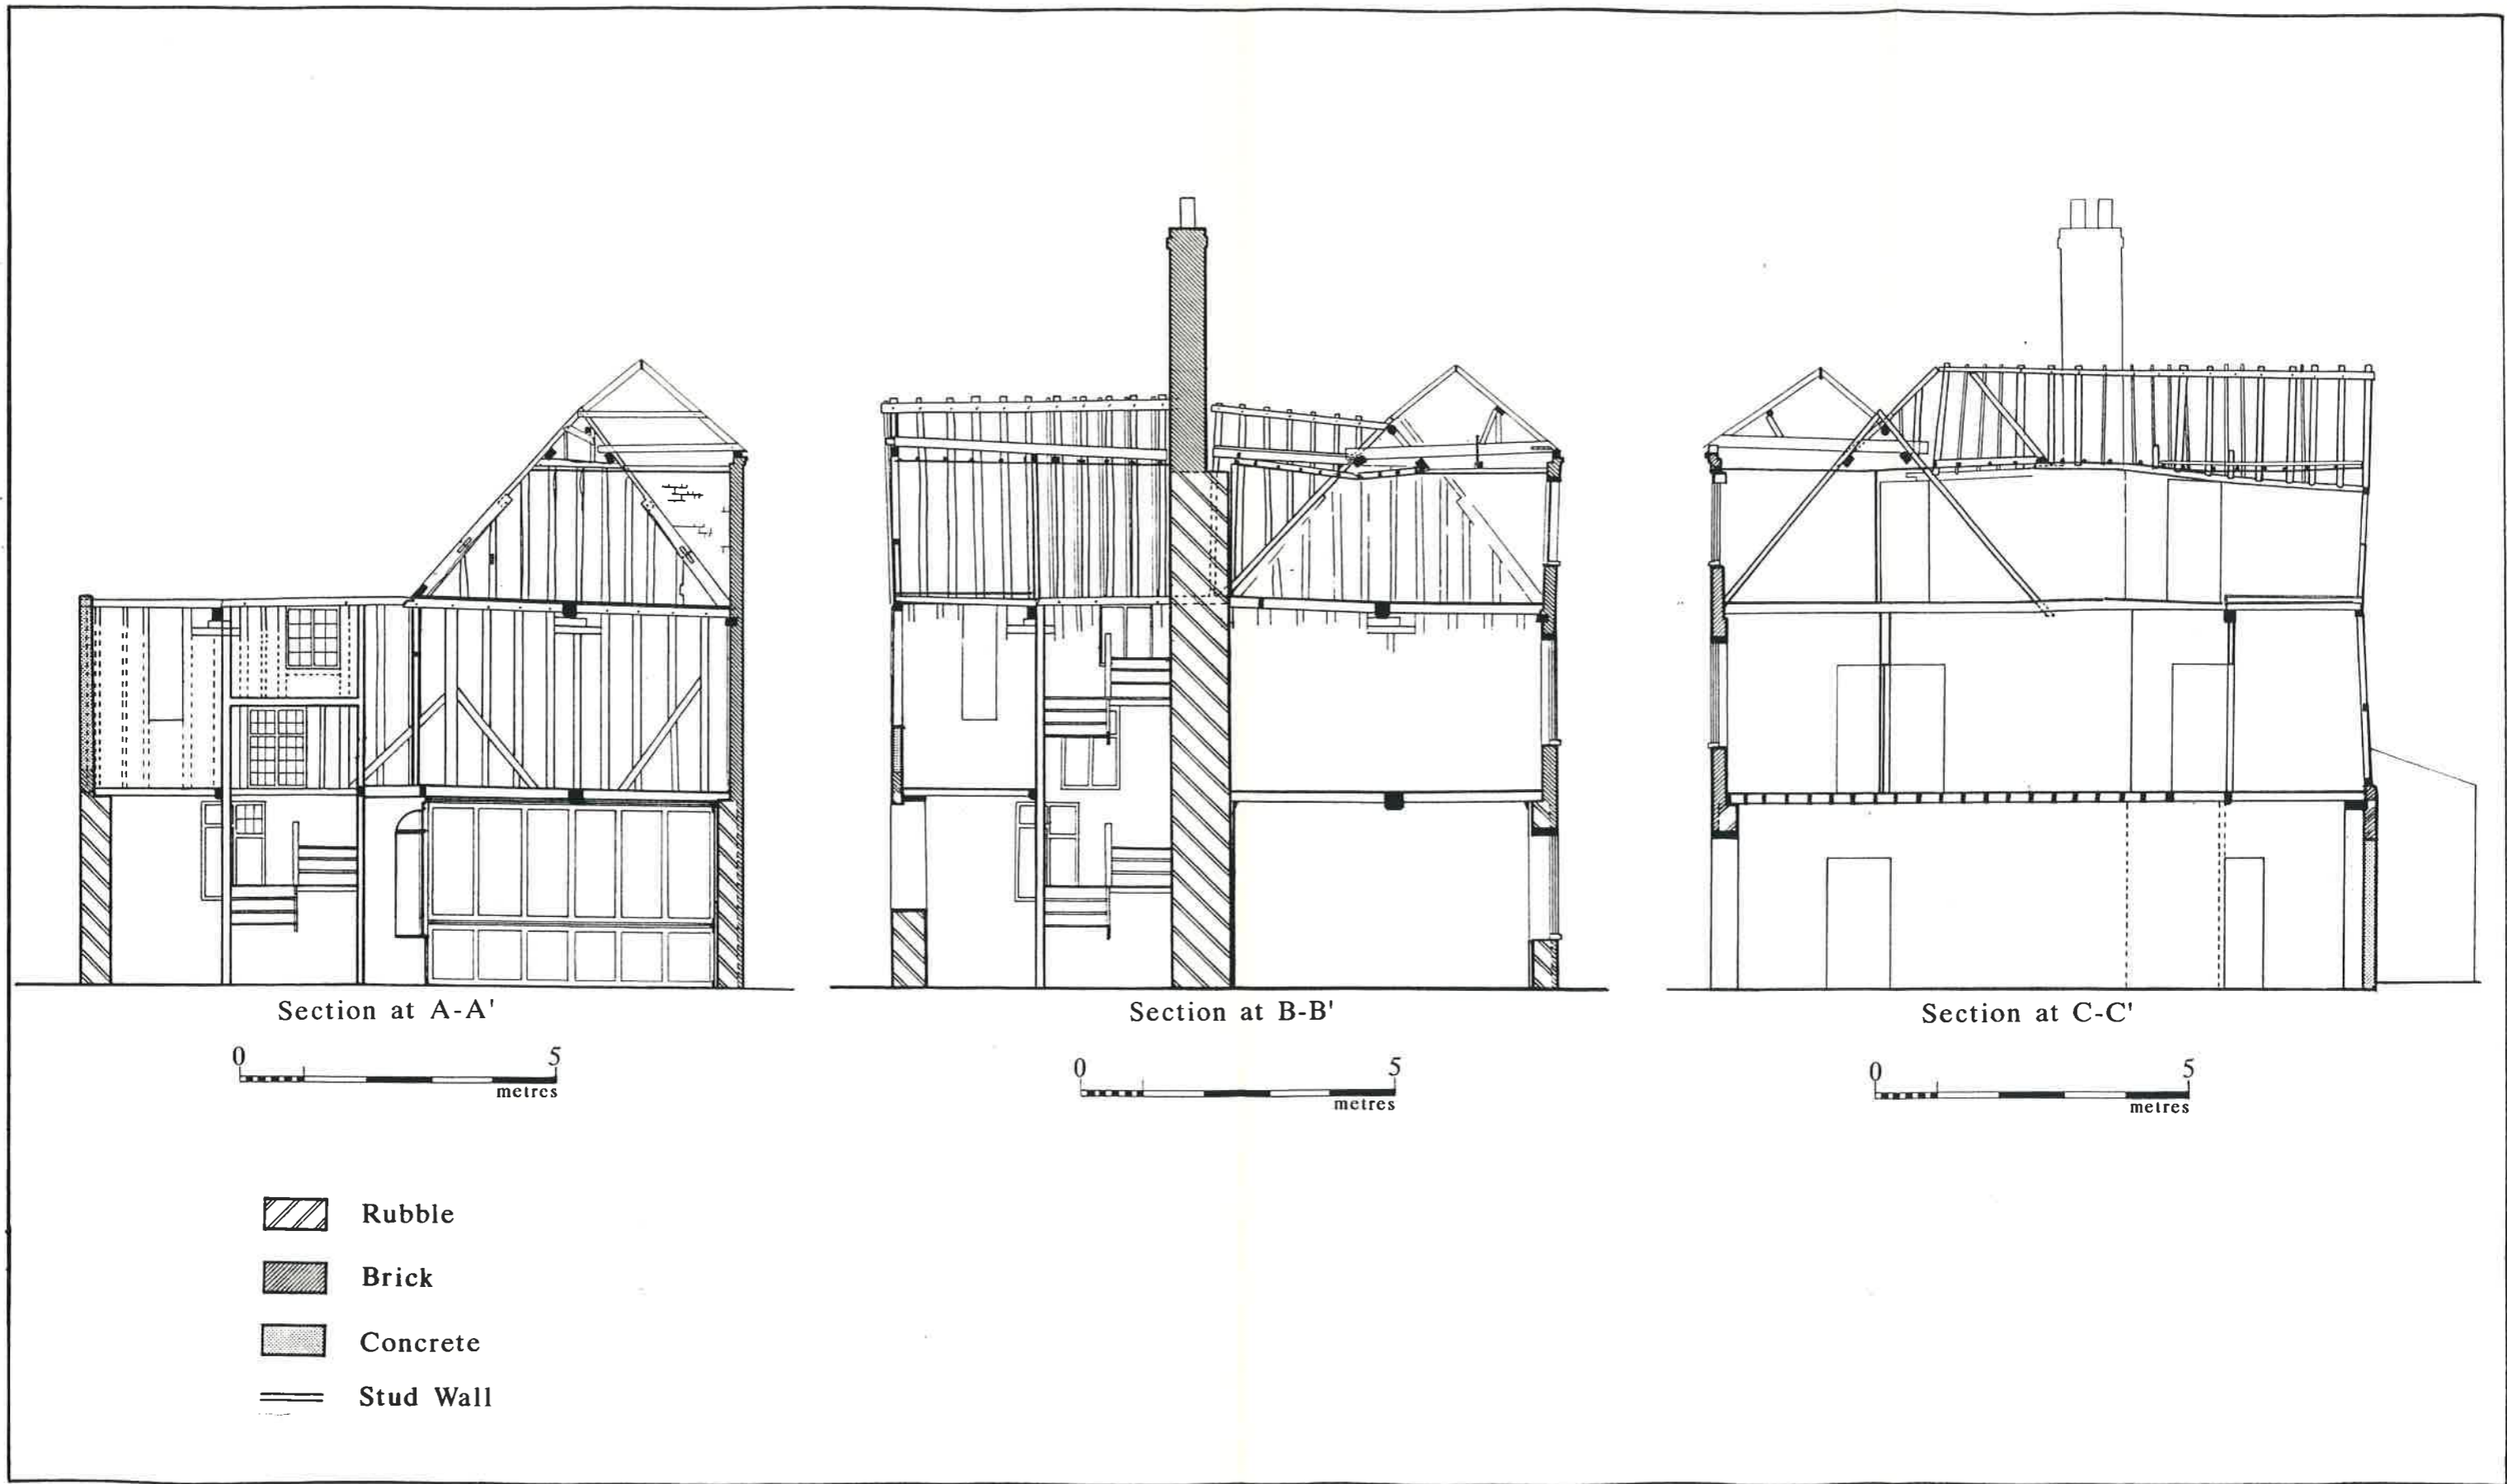 Section at A-A'
Section at B-B'
Section at C-C'
0 5
metres
0 5
metres
0 5
metres
Rubble
Brick
Concrete
Stud Wall